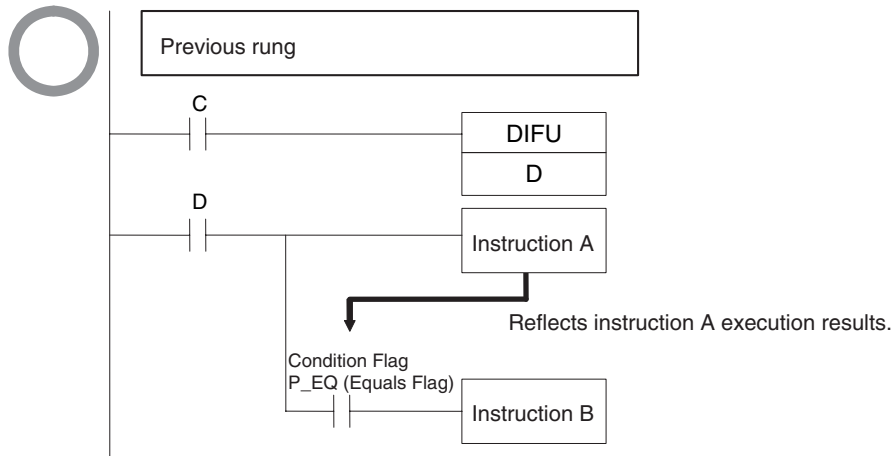 Previous rung
C
DIFU
D
D
Instruction A
Reflects instruction A execution results.
Condition Flag
P_EQ (Equals Flag)
Instruction B